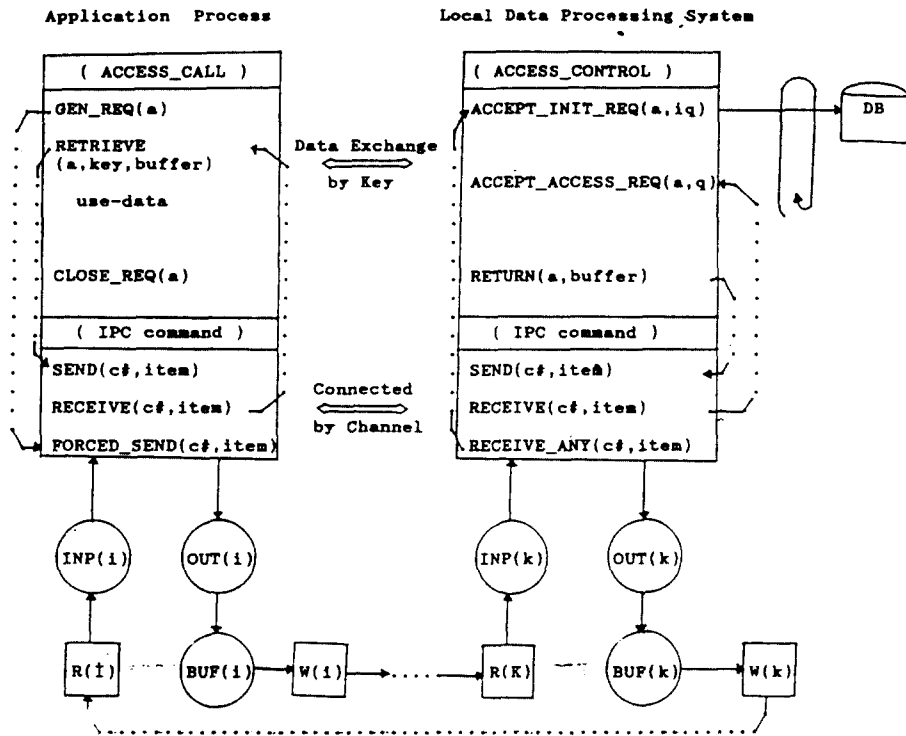 Application Process
Local Data Processing System
( ACCESS_CALL )
GEN_REQ(a)
RETRIEVE
(a,key,buffer)
use-data
CLOSE_REQ(a)
( IPC command )
SEND(c#,item)
RECEIVE(c#,item)
FORCED_SEND(c#,item)
Data Exchange
by Key
Connected
by Channel
( ACCESS_CONTROL )
ACCEPT_INIT_REQ(a,iq)
ACCEPT_ACCESS_REQ(a,q)
RETURN(a,buffer)
( IPC command )
SEND(c#,item)
RECEIVE(c#,item)
RECEIVE_ANY(c#,item)
DB
INP(i)
OUT(i)
INP(k)
OUT(k)
R(i)
BUF(i)
W(i)
R(K)
BUF(k)
W(k)